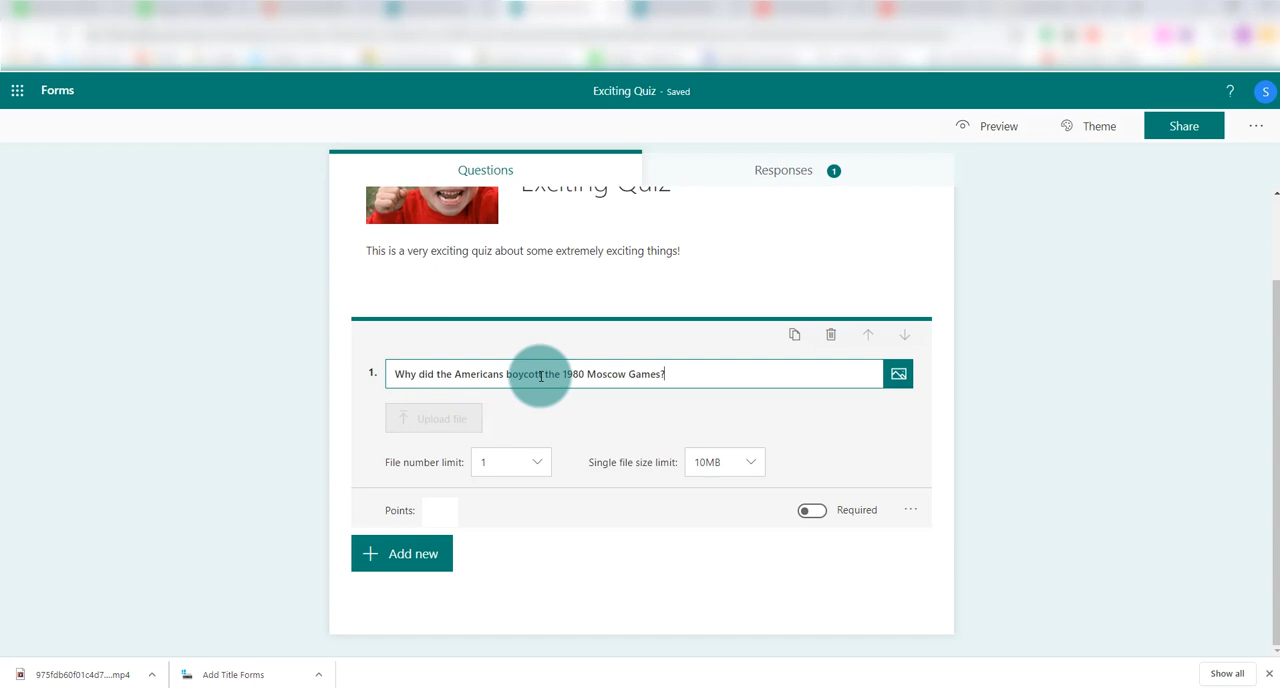 Forms
Exciting Quiz - Saved
?
S
Preview
Theme
Share
...
Questions
Responses 1
Exciting Quiz
This is a very exciting quiz about some extremely exciting things!
1. Why did the Americans boycott the 1980 Moscow Games?
Upload file
File number limit: 1
Single file size limit: 10MB
Points:
Required
...
+ Add new
975fdb60f01c4d7....mp4
Add Title Forms
Show all